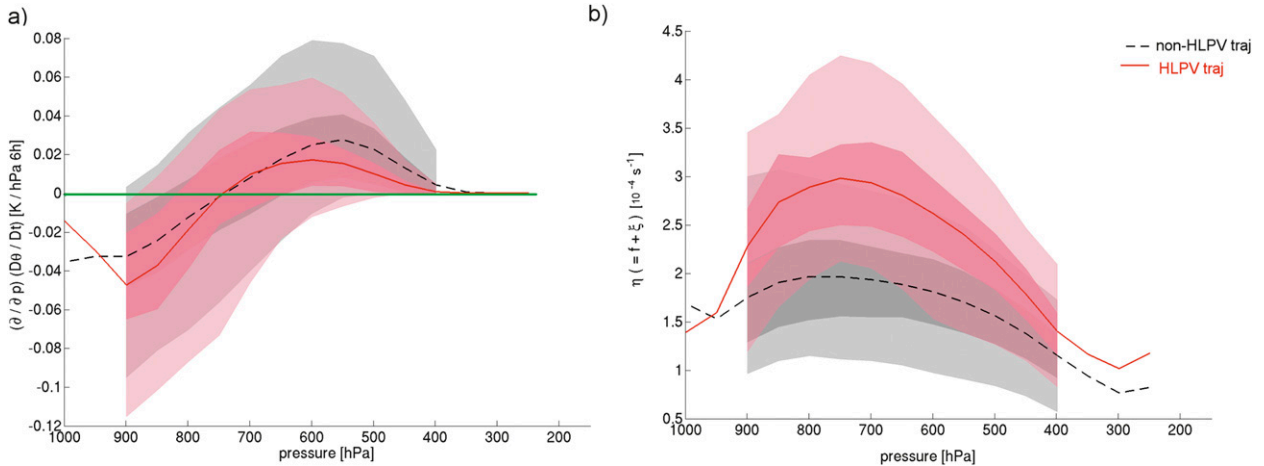 a)
0.08
0.06
0.04
0.02
0
-0.02
-0.04
-0.06
-0.08
-0.1
-0.12
(∂ / ∂ p) (Dθ / Dt) [K / hPa 6h]
1000 900 800 700 600 500 400 300 200
pressure [hPa]
b)
4.5
4
3.5
3
2.5
2
1.5
1
0.5
η ( = f + ξ ) [10⁻⁴ s⁻¹]
1000 900 800 700 600 500 400 300 200
pressure [hPa]
non-HLPV traj
HLPV traj